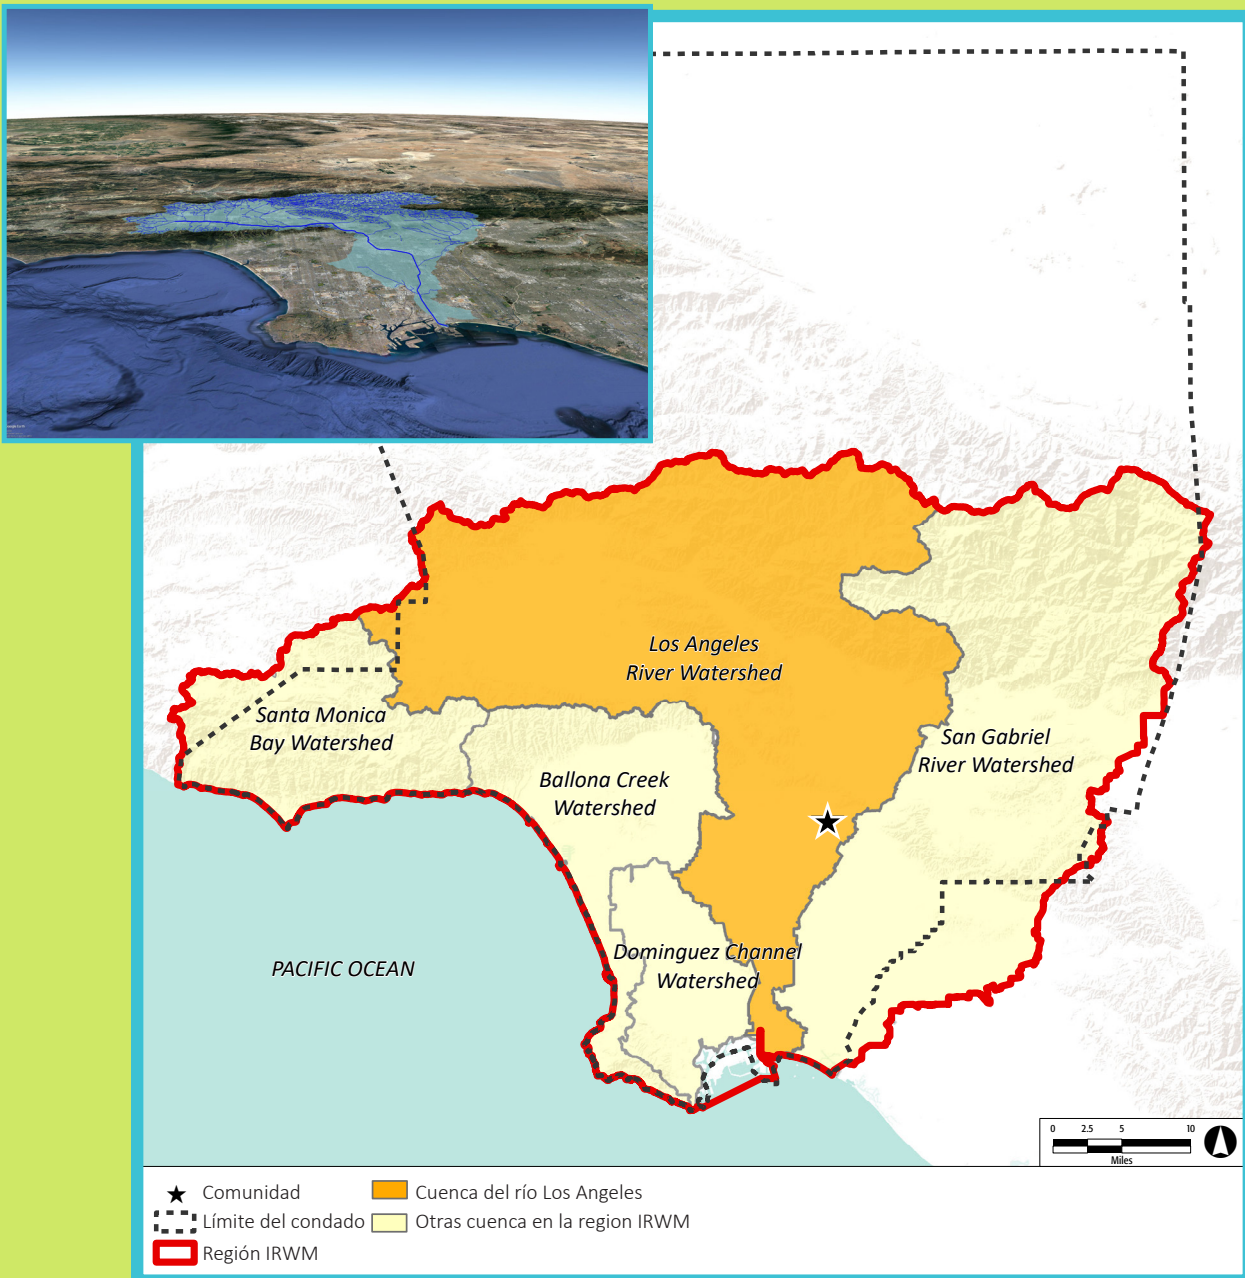 Los Angeles
River Watershed
Santa Monica
Bay Watershed
San Gabriel
River Watershed
Ballona Creek
Watershed
Dominguez Channel
Watershed
PACIFIC OCEAN
0 2.5 5 10
Miles
Comunidad
Cuenca del río Los Angeles
Límite del condado
Otras cuenca en la region IRWM
Región IRWM